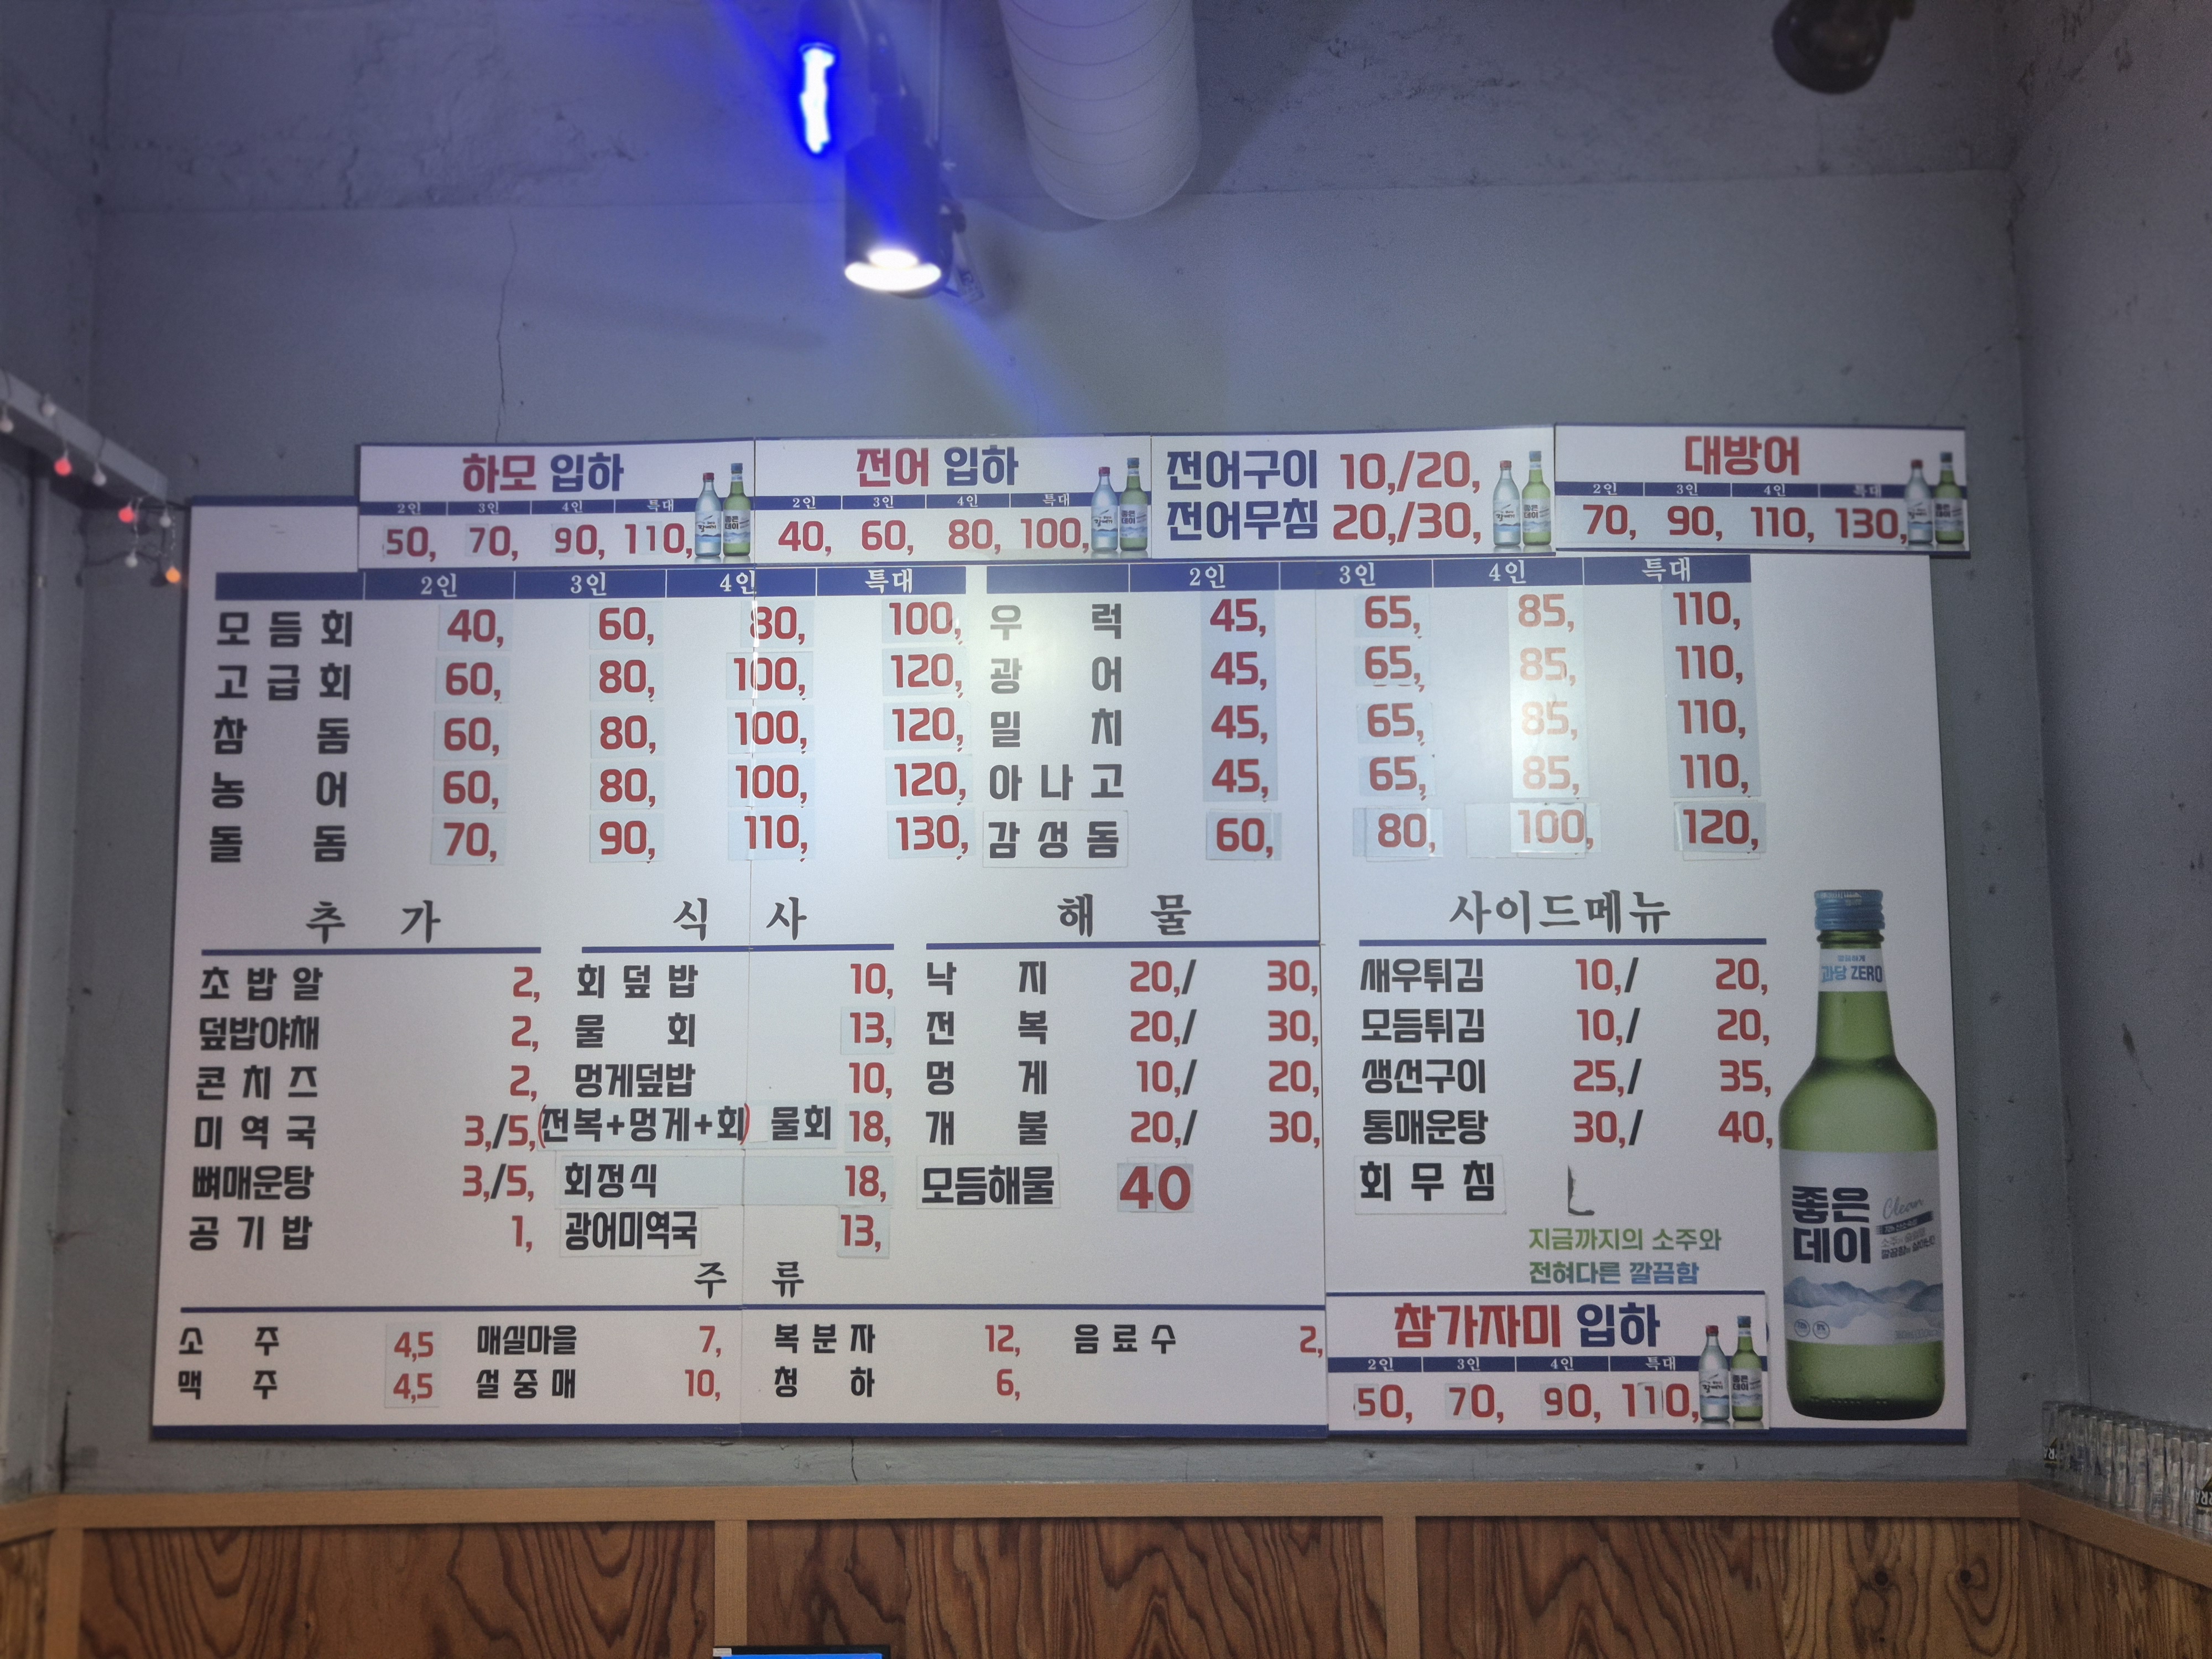 하모 입하
2인 3인 4인 특대
50, 70, 90, 110,
전어 입하
2인 3인 4인 특대
40, 60, 80, 100,
전어구이 10,/20,
전어무침 20,/30,
대방어
2인 3인 4인 특대
70, 90, 110, 130,
2인 3인 4인 특대
모듬회 40, 60, 80, 100,
고급회 60, 80, 100, 120,
참돔 60, 80, 100, 120,
농어 60, 80, 100, 120,
돌돔 70, 90, 110, 130,
2인 3인 4인 특대
우럭 45, 65, 85, 110,
광어 45, 65, 85, 110,
밀치 45, 65, 85, 110,
아나고 45, 65, 85, 110,
감성돔 60, 80, 100, 120,
추가
초밥알 2,
덮밥야채 2,
콘치즈 2,
미역국 3,/5,
뼈매운탕 3,/5,
공기밥 1,
식사
회덮밥 10,
물회 13,
멍게덮밥 10,
(전복+멍게+회) 물회 18,
회정식 18,
광어미역국 13,
해물
낙지 20,/ 30,
전복 20,/ 30,
멍게 10,/ 20,
개불 20,/ 30,
모듬해물 40
사이드메뉴
새우튀김 10,/ 20,
모듬튀김 10,/ 20,
생선구이 25,/ 35,
통매운탕 30,/ 40,
회무침
지금까지의 소주와
전혀다른 깔끔함
과당 ZERO
좋은
데이
Clean
주류
소주 4,5 매실마을 7, 복분자 12, 음료수 2,
맥주 4,5 설중매 10, 청하 6,
참가자미 입하
2인 3인 4인 특대
50, 70, 90, 110,